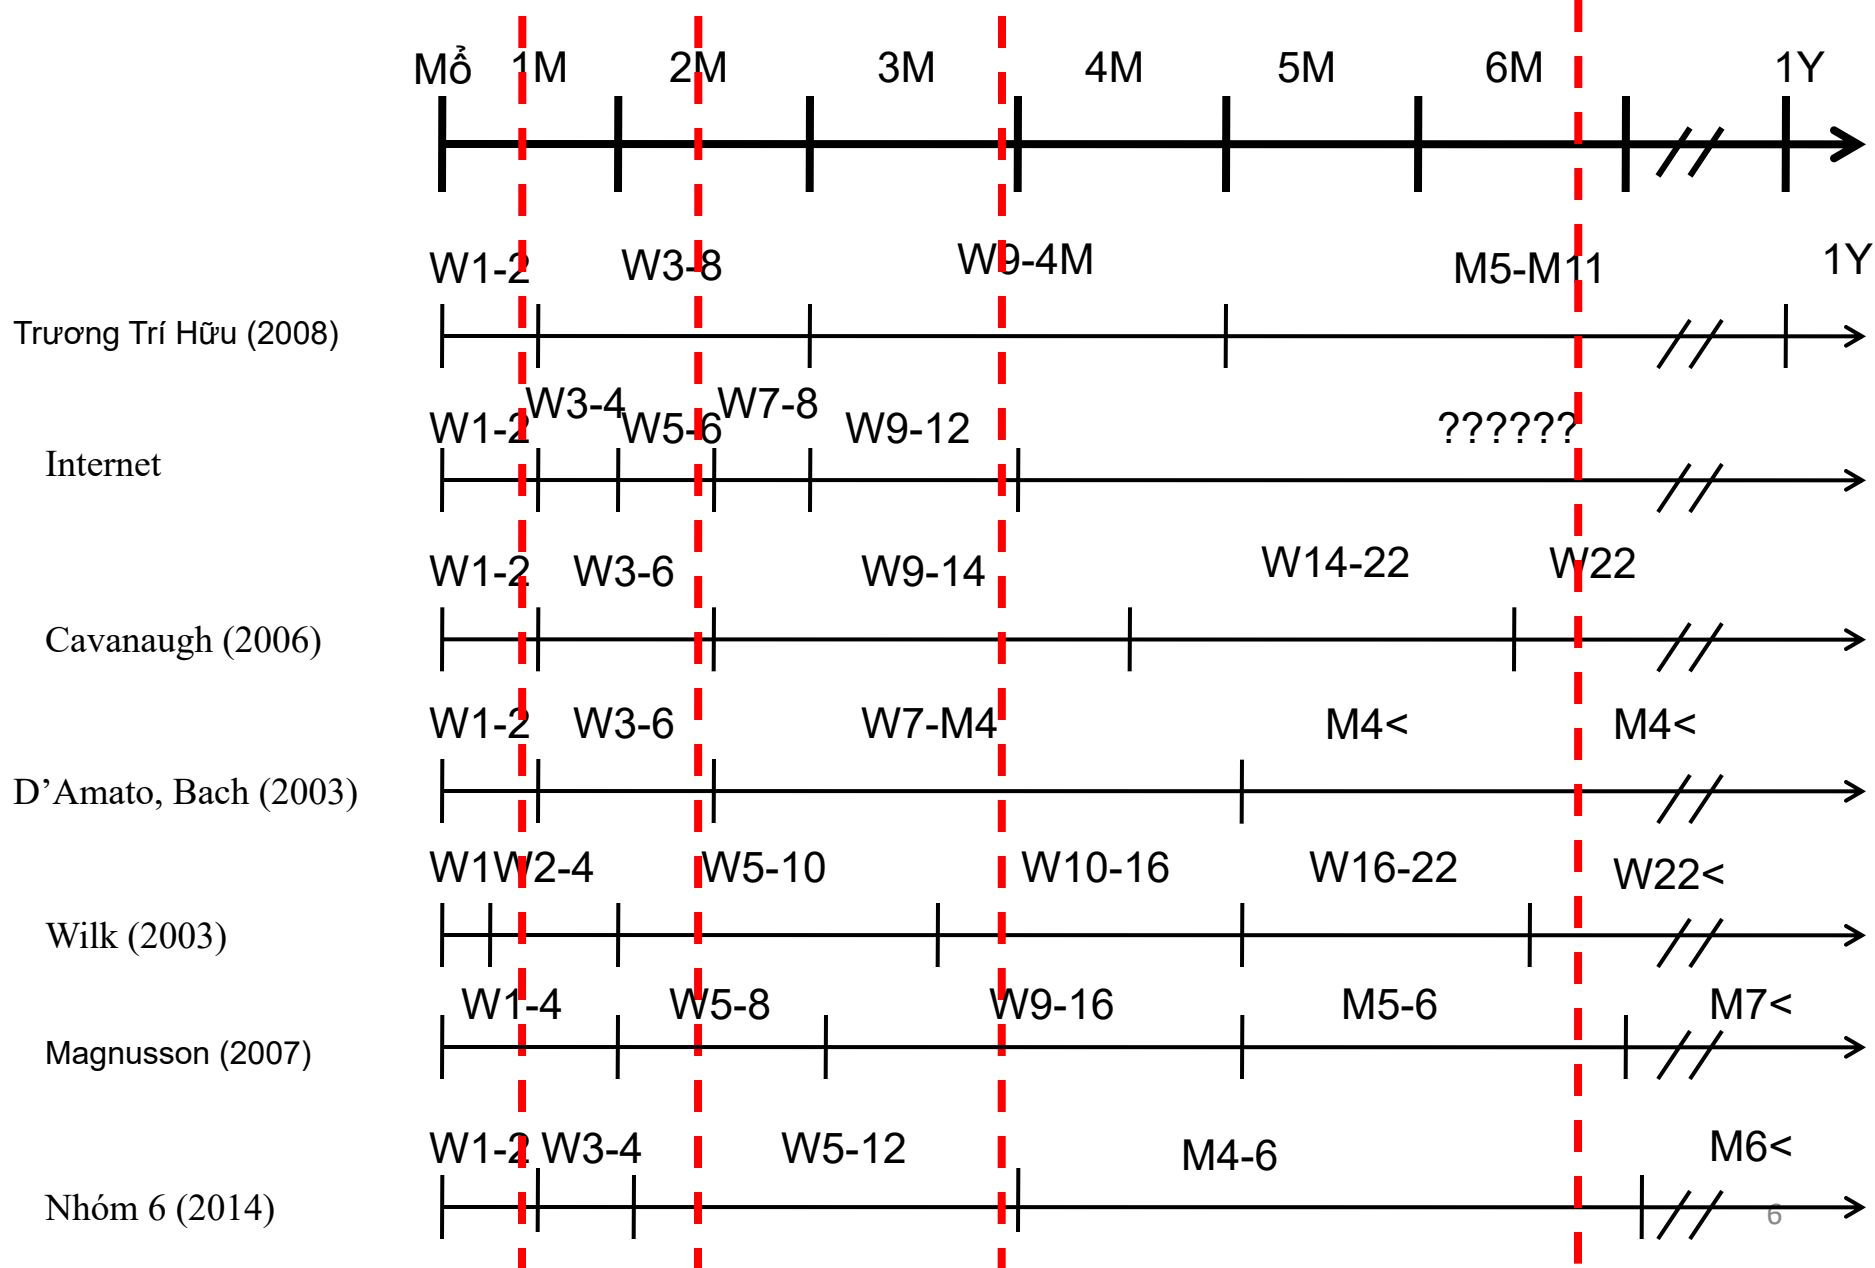 Mổ 1M 2M 3M 4M 5M 6M 1Y
W1-2 W3-8 W9-4M M5-M11 1Y
Trương Trí Hữu (2008)
W1-2 W3-4 W5-6 W7-8 W9-12 ??????
Internet
W1-2 W3-6 W9-14 W14-22 W22
Cavanaugh (2006)
W1-2 W3-6 W7-M4 M4< M4<
D’Amato, Bach (2003)
W1 W2-4 W5-10 W10-16 W16-22 W22<
Wilk (2003)
W1-4 W5-8 W9-16 M5-6 M7<
Magnusson (2007)
W1-2 W3-4 W5-12 M4-6 M6<
Nhóm 6 (2014)
6